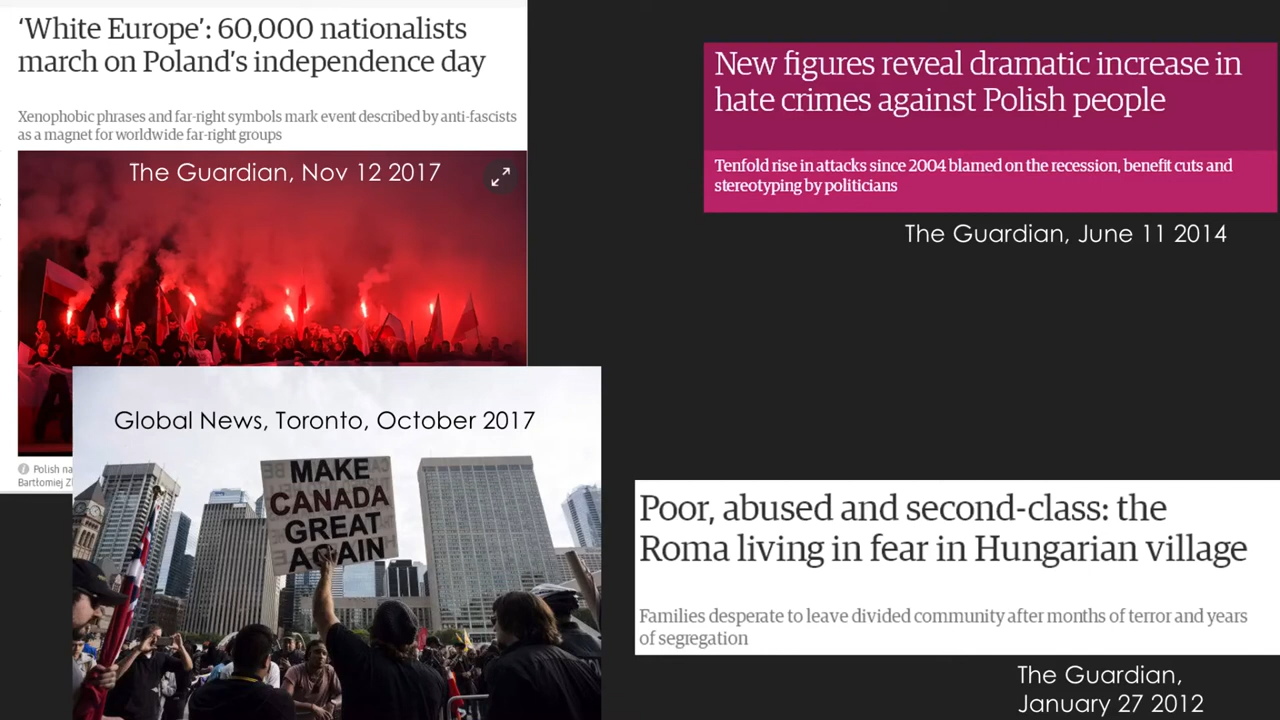 ‘White Europe’: 60,000 nationalists
march on Poland’s independence day
Xenophobic phrases and far-right symbols mark event described by anti-fascists
as a magnet for worldwide far-right groups
The Guardian, Nov 12 2017
Polish na
Bartłomiej
Global News, Toronto, October 2017
MAKE
CANADA
GREAT
AGAIN
New figures reveal dramatic increase in
hate crimes against Polish people
Tenfold rise in attacks since 2004 blamed on the recession, benefit cuts and
stereotyping by politicians
The Guardian, June 11 2014
Poor, abused and second-class: the
Roma living in fear in Hungarian village
Families desperate to leave divided community after months of terror and years
of segregation
The Guardian,
January 27 2012